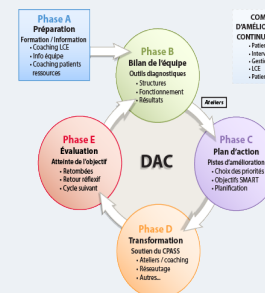 Phase A
Préparation
Formation / Information
• Coaching LCE
• Info équipe
• Coaching patients
ressources
COM
D'AMÉLIO
CONTINU
• Patien
• Interv
• Gesti
• LCE
• Patien
Phase B
Bilan de l'équipe
Outils diagnostiques
• Structures
• Fonctionnement
• Résultats
Ateliers
Phase E
Évaluation
Atteinte de l'objectif
• Retombées
• Retour réflexif
• Cycle suivant
DAC
Phase C
Plan d'action
Pistes d'amélioration
• Choix des priorités
• Objectifs SMART
• Planification
Phase D
Transformation
Soutien du CPASS
• Ateliers / coaching
• Réseautage
• Autres...